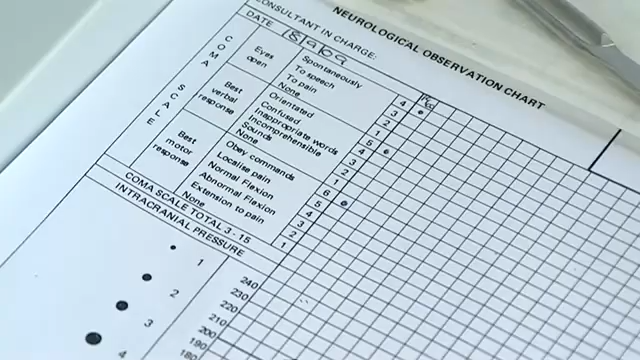 NEUROLOGICAL OBSERVATION CHART
CONSULTANT IN CHARGE:
DATE
COMA SCALE
Eyes open
Spontaneously 4
To speech 3
To pain 2
None 1
Best verbal response
Orientated 5
Confused 4
Inappropriate words 3
Incomprehensible Sounds 2
None 1
Best motor response
Obey commands 6
Localise pain 5
Normal Flexion 4
Abnormal Flexion 3
Extension to pain 2
None 1
COMA SCALE TOTAL 3 - 15
INTRACRANIAL PRESSURE
1
2
3
4
240
230
220
210
200
190
180